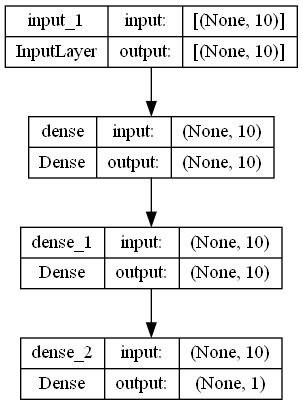 input_1 input: [(None, 10)]
InputLayer output: [(None, 10)]
dense input: (None, 10)
Dense output: (None, 10)
dense_1 input: (None, 10)
Dense output: (None, 10)
dense_2 input: (None, 10)
Dense output: (None, 1)